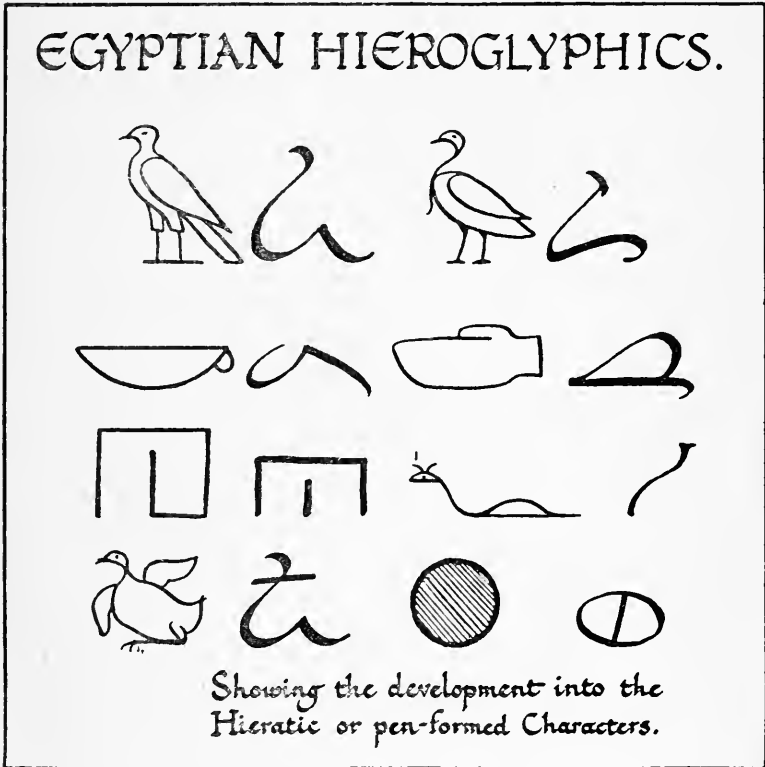 EGYPTIAN HIEROGLYPHICS.
Showing the development into the
Hieratic or pen-formed Characters.